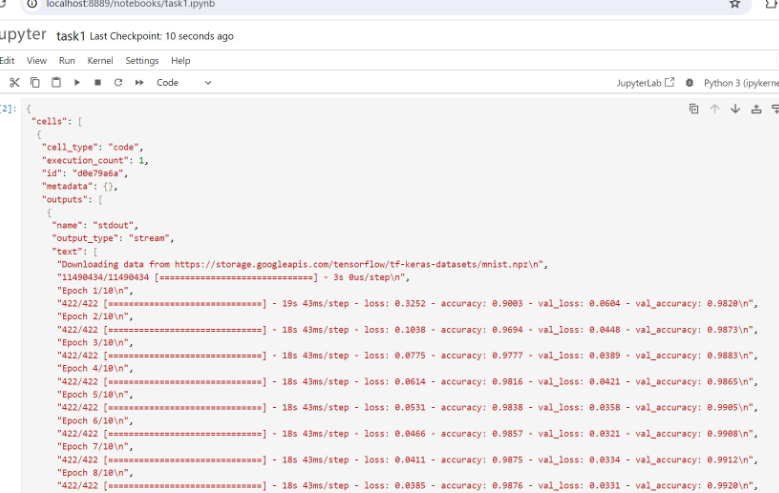 localhost:8889/notebooks/task1.ipynb
upyter task1 Last Checkpoint: 10 seconds ago
Edit View Run Kernel Settings Help
Code JupyterLab Python 3 (ipykerne
[2]: {
"cells": [
{
"cell_type": "code",
"execution_count": 1,
"id": "d0e79a6a",
"metadata": {},
"outputs": [
{
"name": "stdout",
"output_type": "stream",
"text": [
"Downloading data from https://storage.googleapis.com/tensorflow/tf-keras-datasets/mnist.npz\n",
"11490434/11490434 [==============================] - 3s 0us/step\n",
"Epoch 1/10\n",
"422/422 [==============================] - 19s 43ms/step - loss: 0.3252 - accuracy: 0.9003 - val_loss: 0.0604 - val_accuracy: 0.9820\n",
"Epoch 2/10\n",
"422/422 [==============================] - 18s 43ms/step - loss: 0.1038 - accuracy: 0.9694 - val_loss: 0.0448 - val_accuracy: 0.9873\n",
"Epoch 3/10\n",
"422/422 [==============================] - 18s 43ms/step - loss: 0.0775 - accuracy: 0.9777 - val_loss: 0.0389 - val_accuracy: 0.9883\n",
"Epoch 4/10\n",
"422/422 [==============================] - 18s 43ms/step - loss: 0.0614 - accuracy: 0.9816 - val_loss: 0.0421 - val_accuracy: 0.9865\n",
"Epoch 5/10\n",
"422/422 [==============================] - 18s 43ms/step - loss: 0.0531 - accuracy: 0.9838 - val_loss: 0.0358 - val_accuracy: 0.9905\n",
"Epoch 6/10\n",
"422/422 [==============================] - 18s 43ms/step - loss: 0.0466 - accuracy: 0.9857 - val_loss: 0.0321 - val_accuracy: 0.9908\n",
"Epoch 7/10\n",
"422/422 [==============================] - 18s 43ms/step - loss: 0.0411 - accuracy: 0.9875 - val_loss: 0.0334 - val_accuracy: 0.9912\n",
"Epoch 8/10\n",
"422/422 [==============================] - 18s 43ms/step - loss: 0.0385 - accuracy: 0.9876 - val_loss: 0.0331 - val_accuracy: 0.9920\n",